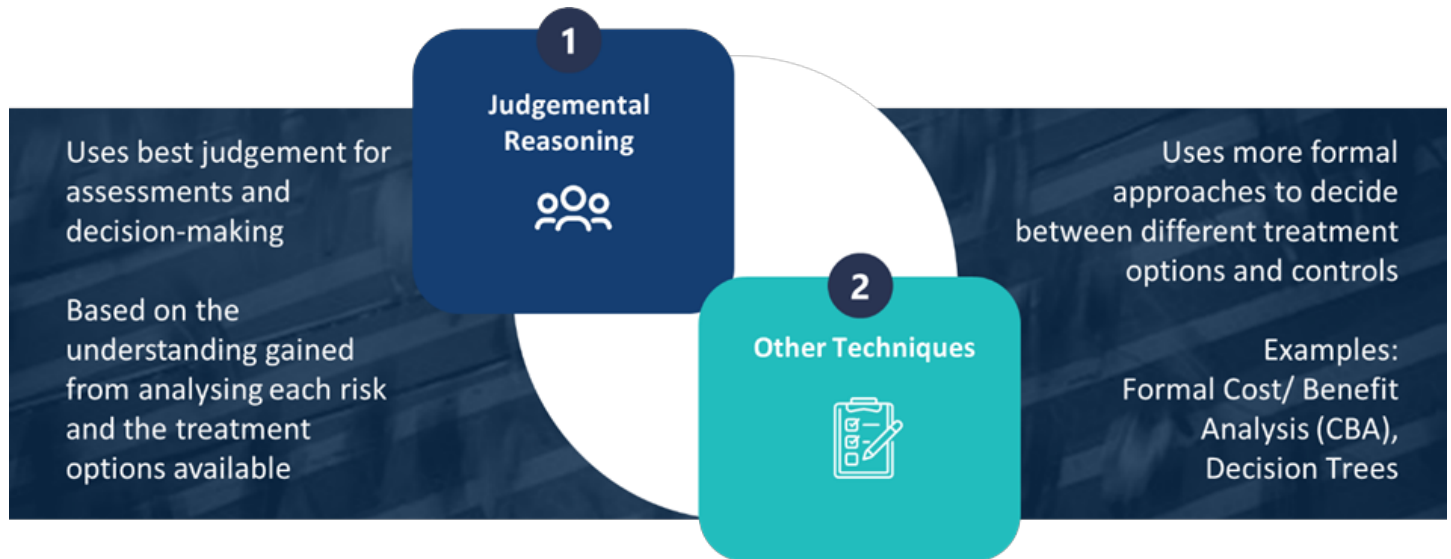 1
Judgemental
Reasoning
Uses best judgement for
assessments and
decision-making
Based on the
understanding gained
from analysing each risk
and the treatment
options available
2
Other Techniques
Uses more formal
approaches to decide
between different treatment
options and controls
Examples:
Formal Cost/ Benefit
Analysis (CBA),
Decision Trees